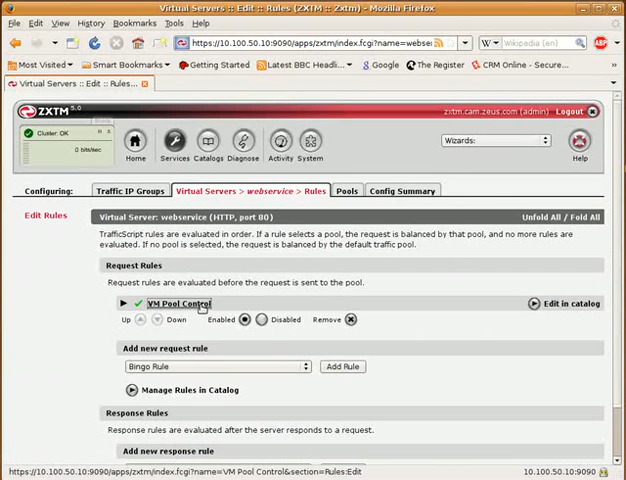 Virtual Servers :: Edit :: Rules (ZXTM :: Zxtm) - Mozilla Firefox
File Edit View History Bookmarks Tools Help
https://10.100.50.10:9090/apps/zxtm/index.fcgi?name=webser
W Wikipedia (en)
ABP
Most Visited Getting Started Latest BBC Headli... Google The Register CRM Online - Secure...
Virtual Servers :: Edit :: Rules...
ZXTM 5.0
zxtm.cam.zeus.com (admin) Logout
Cluster: OK
0 bits/sec
Wizards:
Home Services Catalogs Diagnose Activity System Help
Configuring: Traffic IP Groups Virtual Servers > webservice > Rules Pools Config Summary
Edit Rules
Virtual Server: webservice (HTTP, port 80) Unfold All / Fold All
TrafficScript rules are evaluated in order. If a rule selects a pool, the request is balanced by that pool, and no more rules are
evaluated. If no pool is selected, the request is balanced by the default traffic pool.
Request Rules
Request rules are evaluated before the request is sent to the pool.
VM Pool Control Edit in catalog
Up Down Enabled Disabled Remove
Add new request rule
Bingo Rule Add Rule
Manage Rules in Catalog
Response Rules
Response rules are evaluated after the server responds to a request.
Add new response rule
https://10.100.50.10:9090/apps/zxtm/index.fcgi?name=VM Pool Control&section=Rules:Edit 10.100.50.10:9090